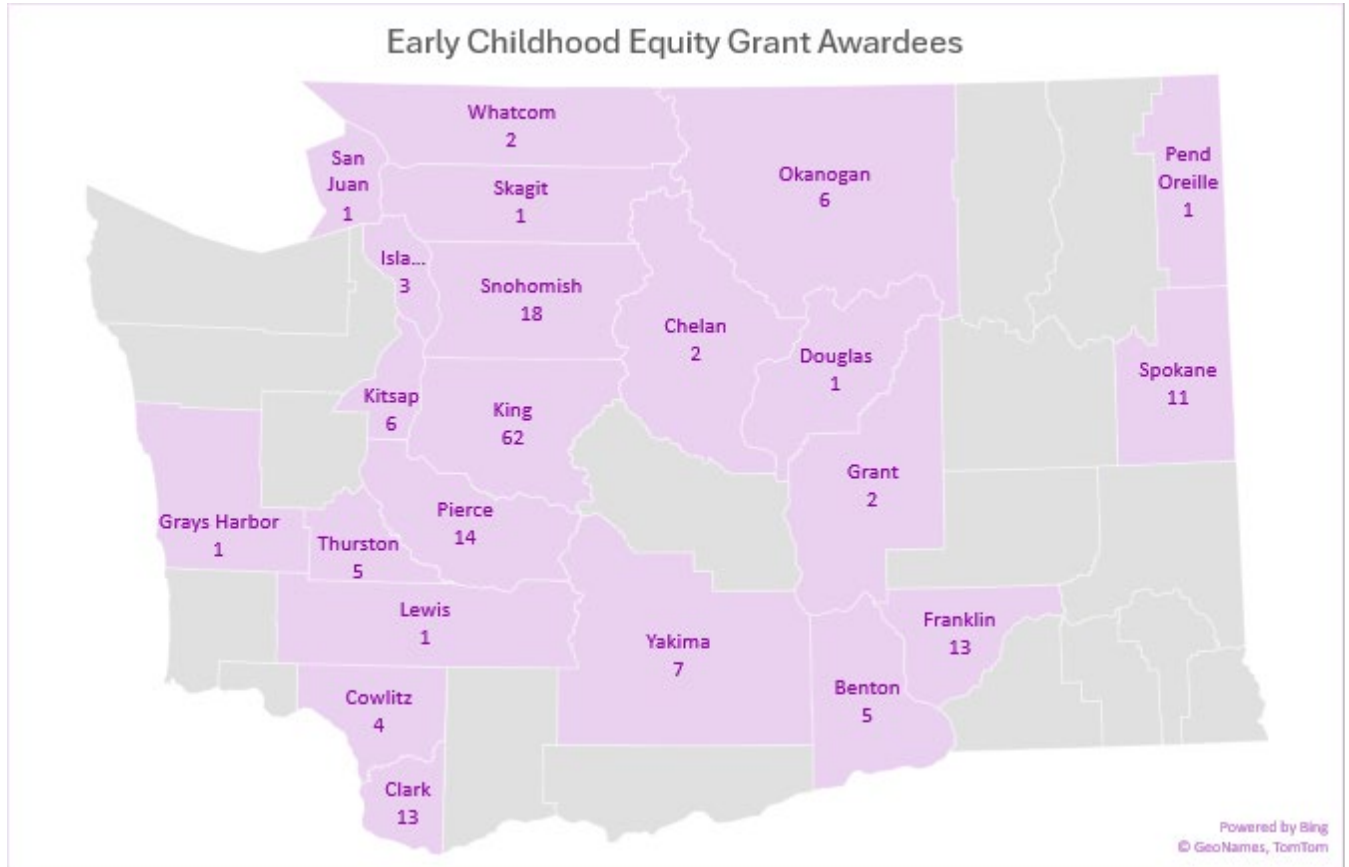 Early Childhood Equity Grant Awardees
Whatcom
2
San
Juan
1
Skagit
1
Okanogan
6
Pend
Oreille
1
Isla...
3
Snohomish
18
Chelan
2
Douglas
1
Spokane
11
Kitsap
6
King
62
Grant
2
Grays Harbor
1
Thurston
5
Pierce
14
Lewis
1
Yakima
7
Franklin
13
Benton
5
Cowlitz
4
Clark
13
Powered by Bing
© GeoNames, TomTom